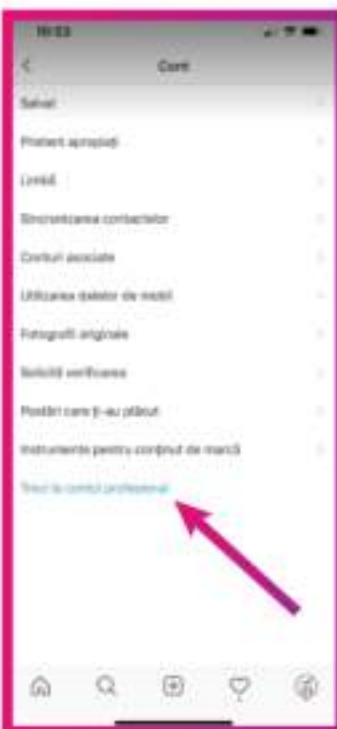 Cont
Salvat
Prieteni apropiați
Limbă
Sincronizarea contactelor
Conturi asociate
Utilizarea datelor de mobil
Fotografii originale
Solicită verificarea
Postări care ți-au plăcut
Instrumente pentru conținut de marcă
Treci la contul profesional